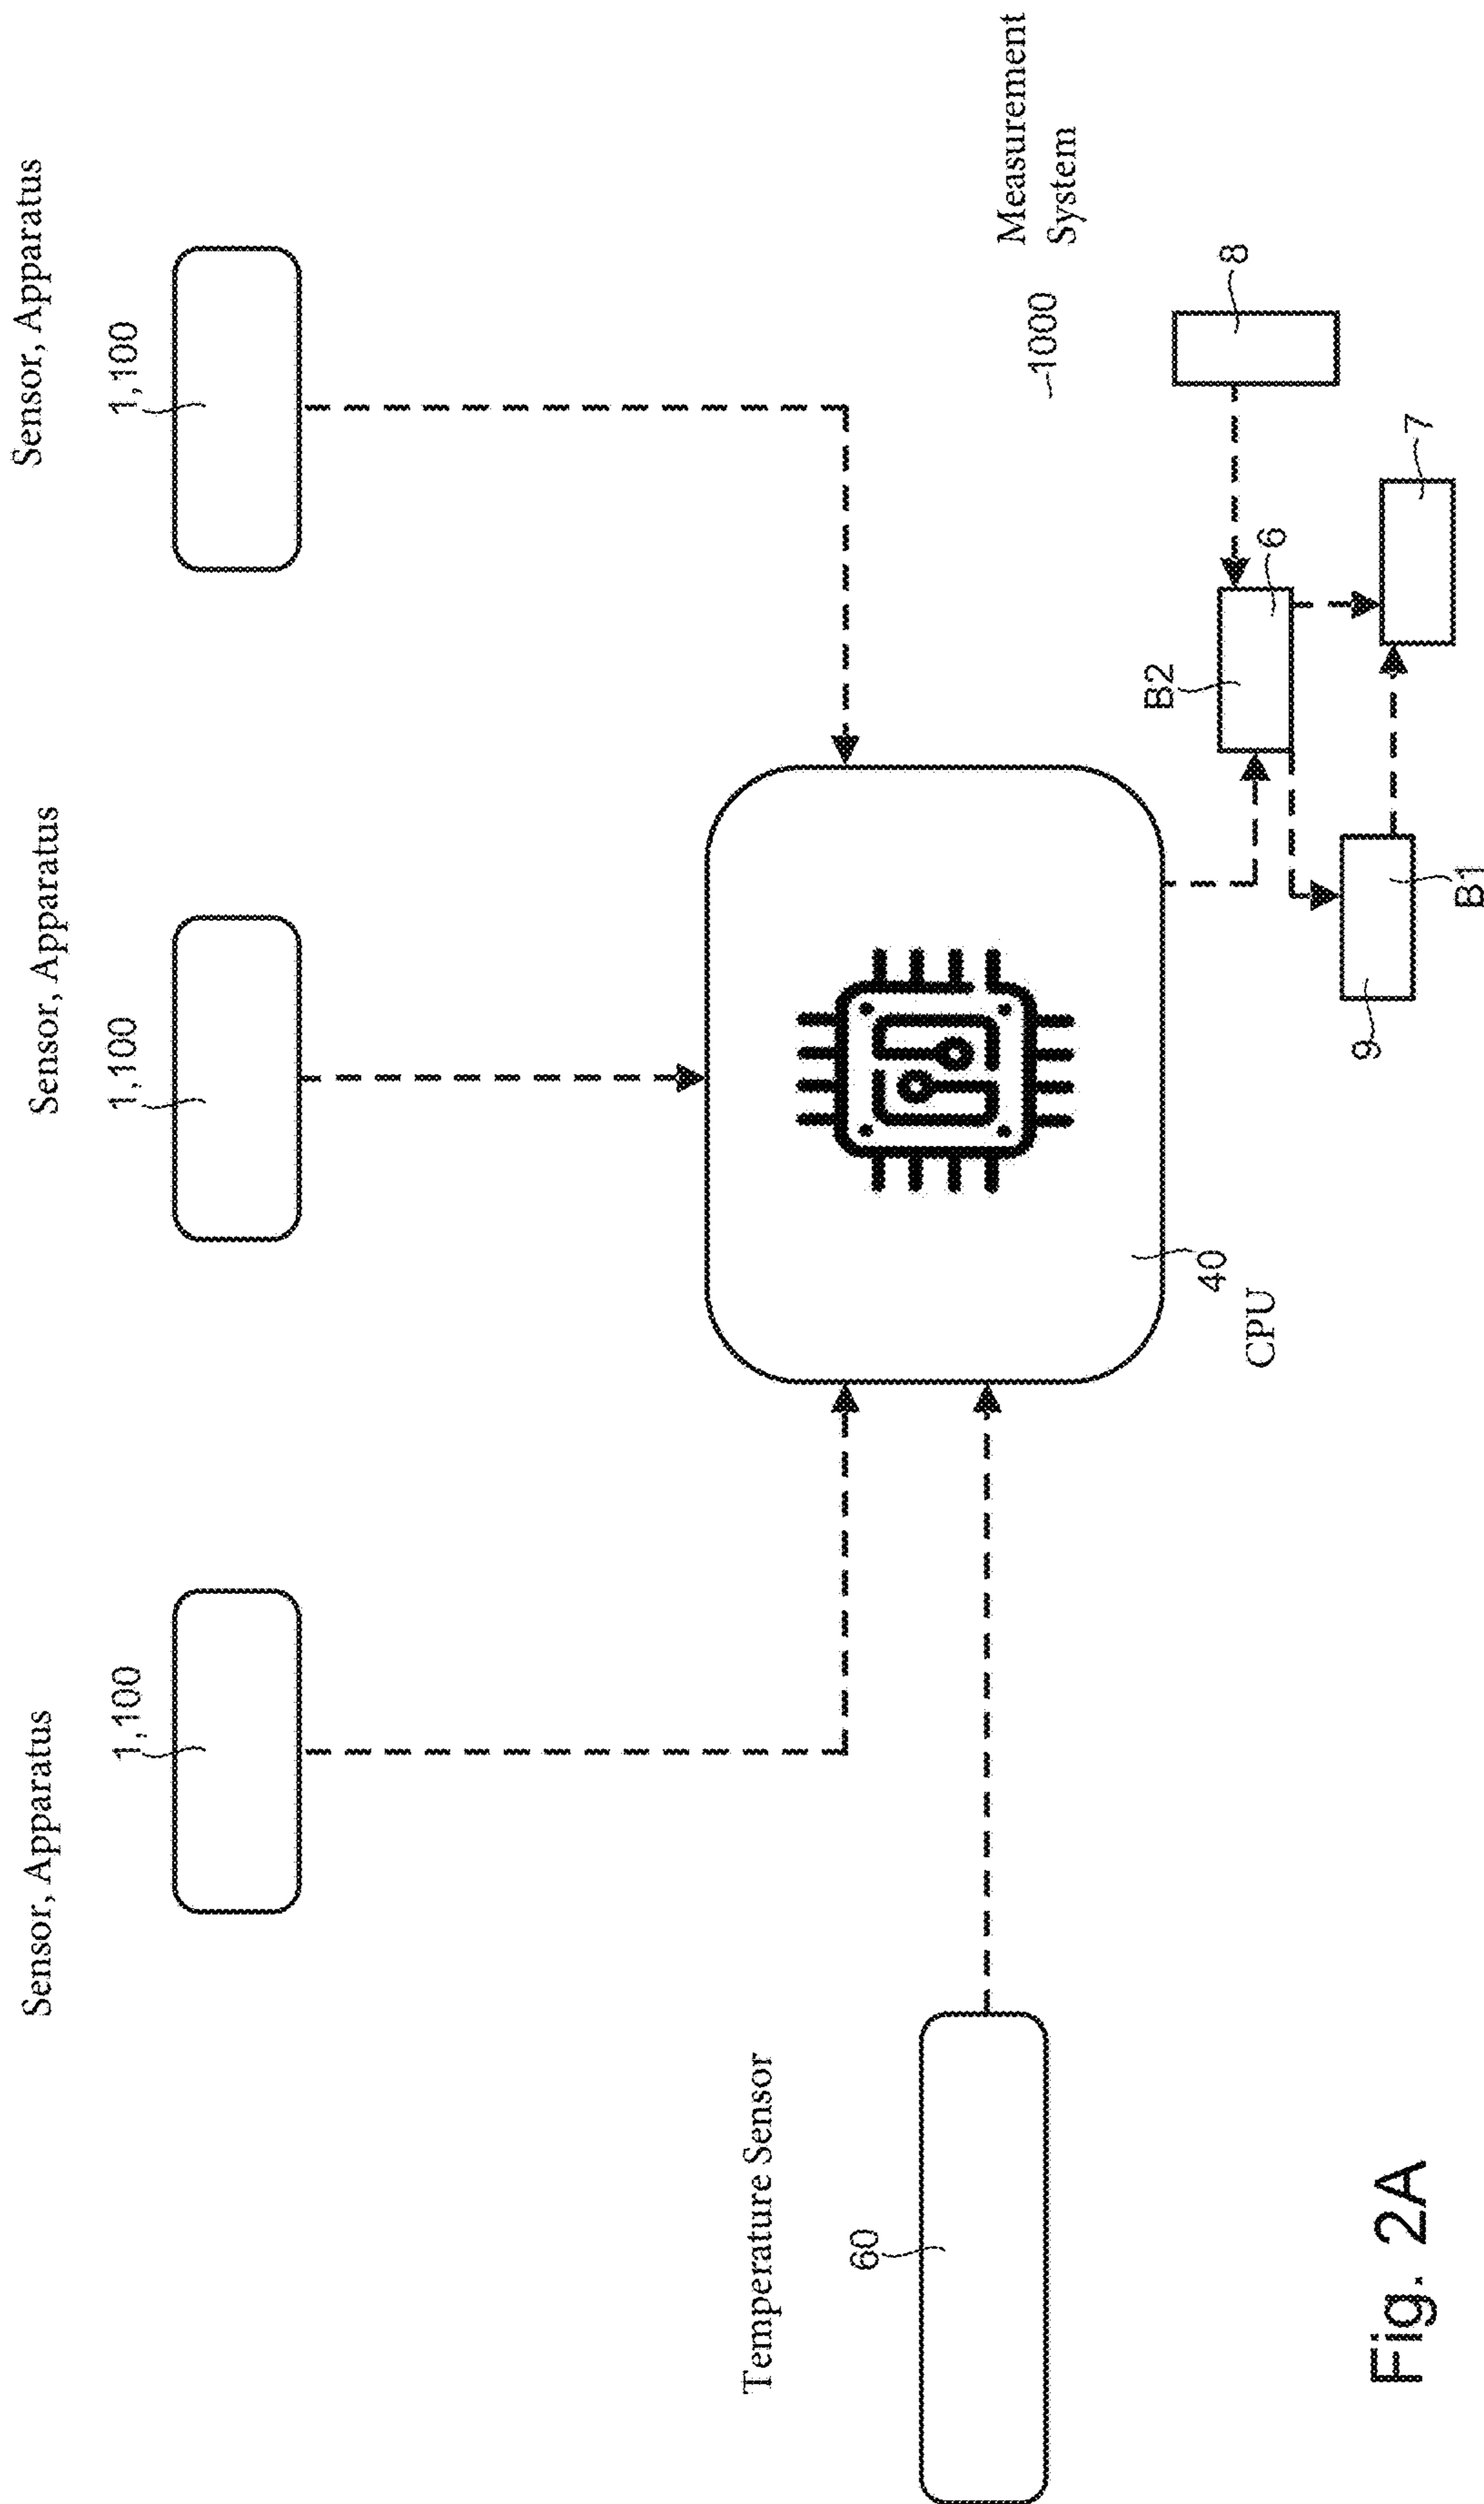 Sensor, Apparatus
1,100
Sensor, Apparatus
1,100
Sensor, Apparatus
1,100
Temperature Sensor
60
40
CPU
Measurement
System
1000
8
B2
6
7
9
B1
Fig. 2A